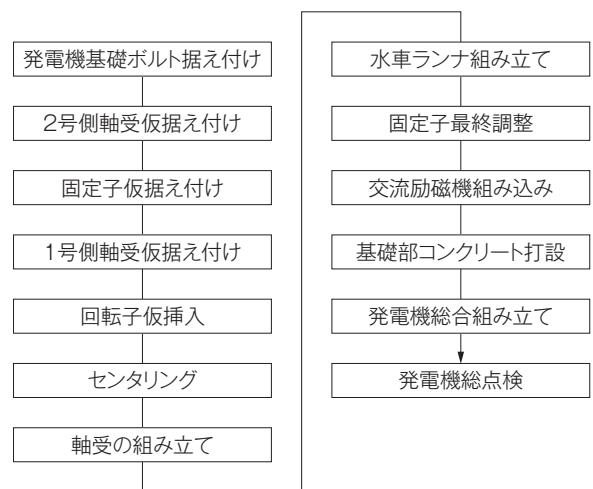 発電機基礎ボルト据え付け
2号側軸受仮据え付け
固定子仮据え付け
1号側軸受仮据え付け
回転子仮挿入
センタリング
軸受の組み立て
水車ランナ組み立て
固定子最終調整
交流励磁機組み込み
基礎部コンクリート打設
発電機総合組み立て
発電機総点検